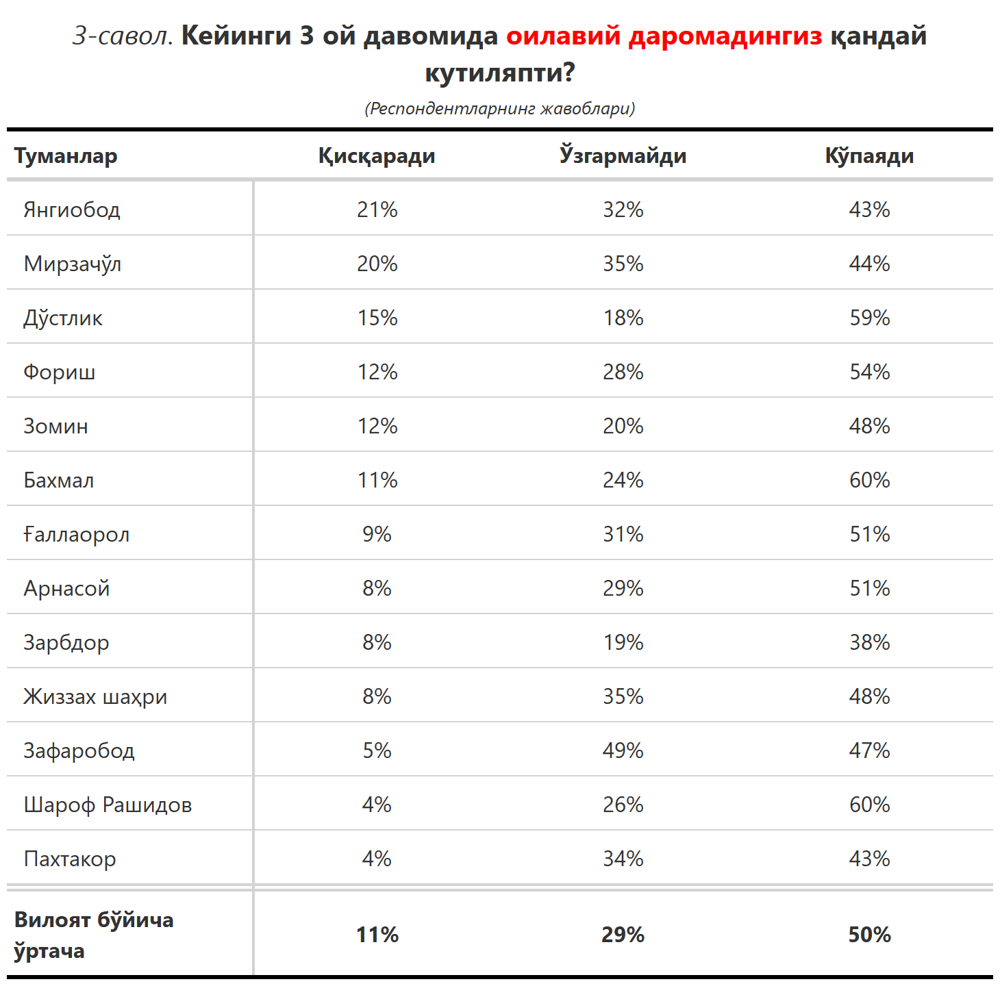 3-савол. Кейинги 3 ой давомида оилавий даромадингиз қандай
кутиляпти?
(Респондентларнинг жавоблари)
Туманлар Қисқаради Ўзгармайди Кўпаяди
Янгиобод 21% 32% 43%
Мирзачўл 20% 35% 44%
Дўстлик 15% 18% 59%
Фориш 12% 28% 54%
Зомин 12% 20% 48%
Бахмал 11% 24% 60%
Ғаллаорол 9% 31% 51%
Арнасой 8% 29% 51%
Зарбдор 8% 19% 38%
Жиззах шаҳри 8% 35% 48%
Зафаробод 5% 49% 47%
Шароф Рашидов 4% 26% 60%
Пахтакор 4% 34% 43%
Вилоят бўйича
ўртача 11% 29% 50%